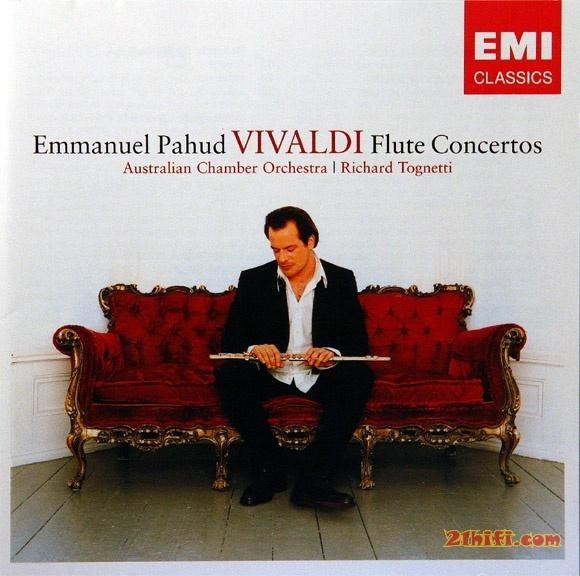 EMI
CLASSICS
Emmanuel Pahud VIVALDI Flute Concertos
Australian Chamber Orchestra | Richard Tognetti
21hifi.com